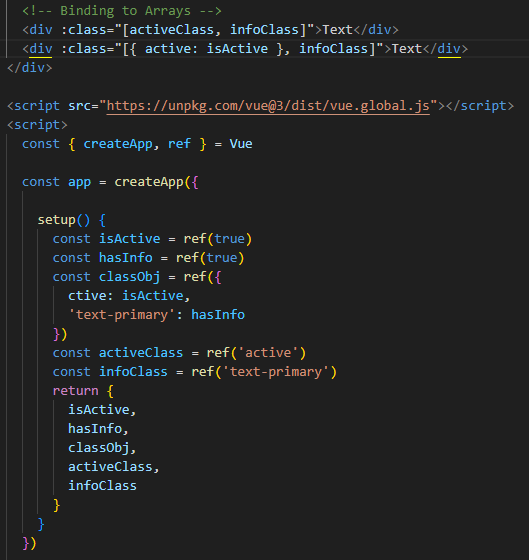 <!-- Binding to Arrays -->
<div :class="[activeClass, infoClass]">Text</div>
<div :class="[{ active: isActive }, infoClass]">Text</div>
</div>
<script src="https://unpkg.com/vue@3/dist/vue.global.js"></script>
<script>
const { createApp, ref } = Vue
const app = createApp({
setup() {
const isActive = ref(true)
const hasInfo = ref(true)
const classObj = ref({
ctive: isActive,
'text-primary': hasInfo
})
const activeClass = ref('active')
const infoClass = ref('text-primary')
return {
isActive,
hasInfo,
classObj,
activeClass,
infoClass
}
}
})